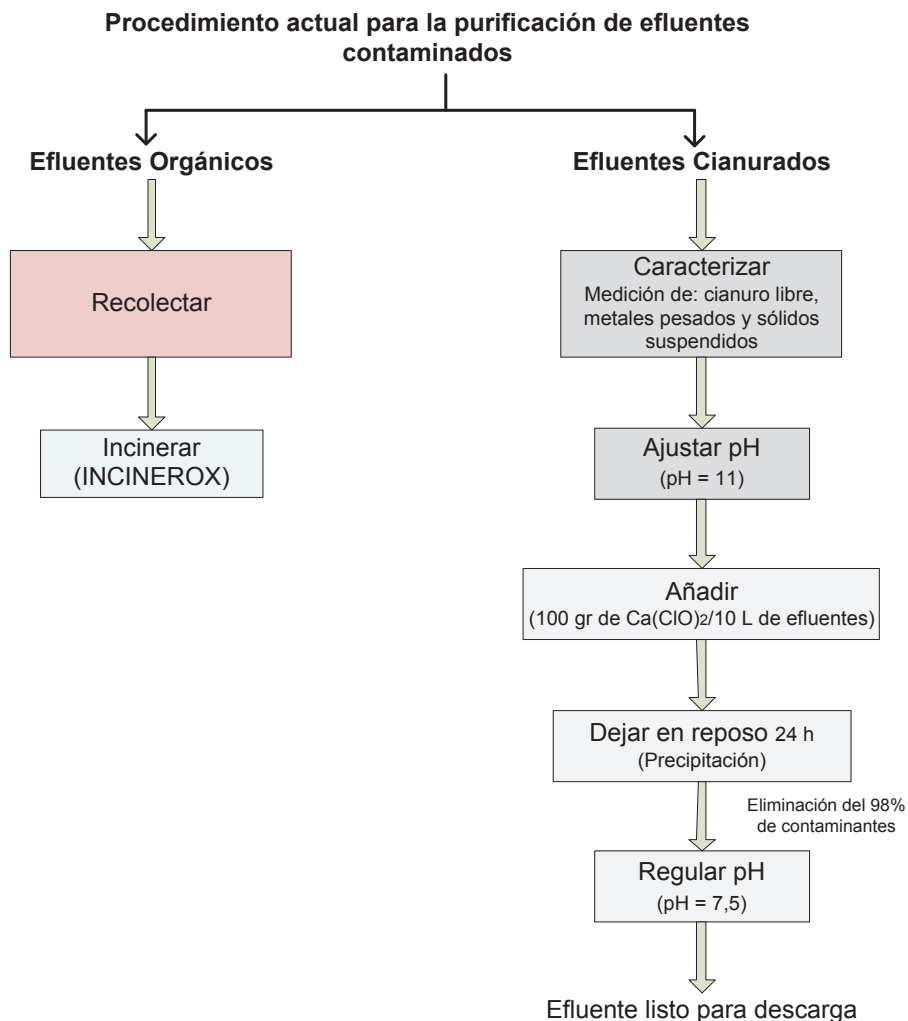 Procedimiento actual para la purificación de efluentes
contaminados
Efluentes Orgánicos
Recolectar
Incinerar
(INCINEROX)
Efluentes Cianurados
Caracterizar
Medición de: cianuro libre,
metales pesados y sólidos
suspendidos
Ajustar pH
(pH = 11)
Añadir
(100 gr de Ca(ClO)2/10 L de efluentes)
Dejar en reposo 24 h
(Precipitación)
Eliminación del 98%
de contaminantes
Regular pH
(pH = 7,5)
Efluente listo para descarga